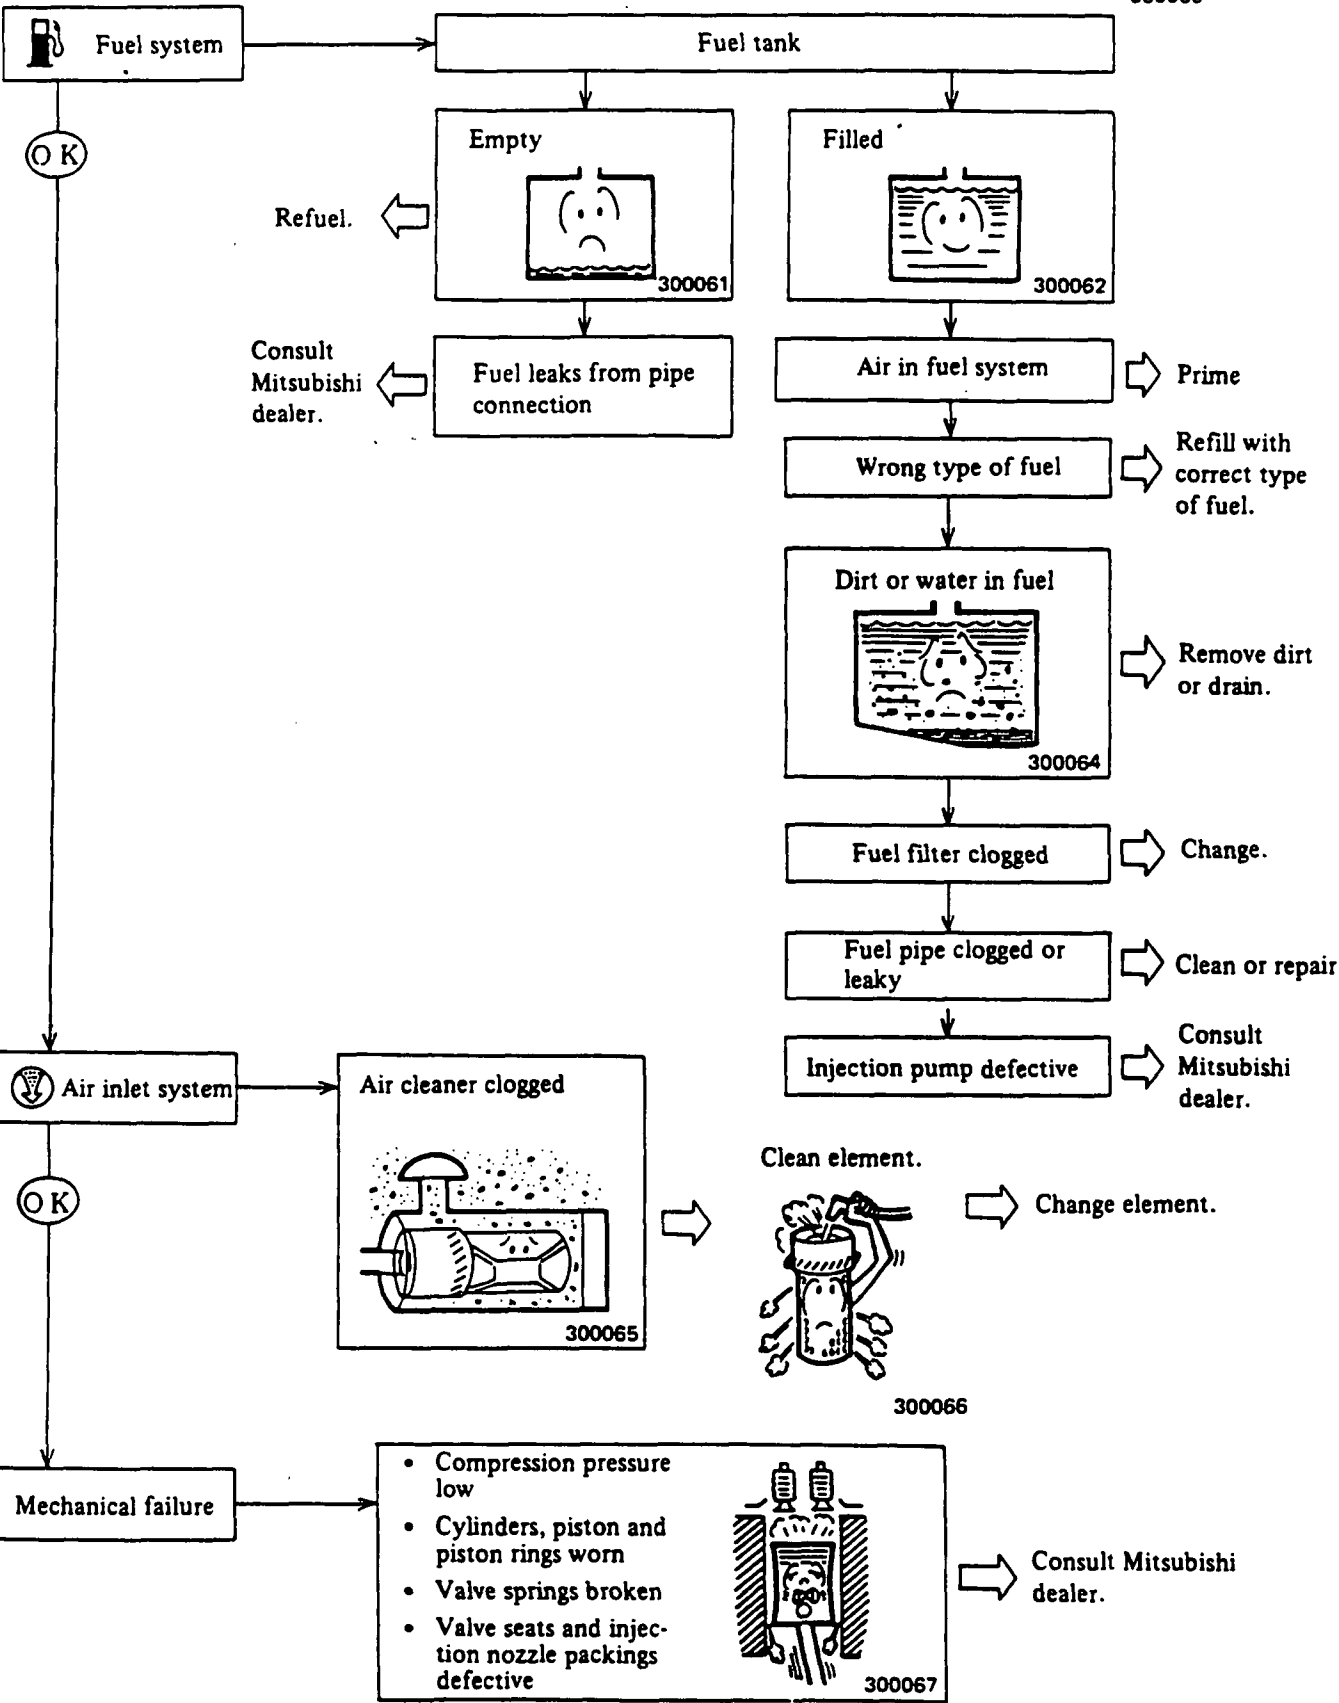 Fuel system
Fuel tank
OK
Empty
300061
Refuel.
Filled
300062
Fuel leaks from pipe
connection
Consult
Mitsubishi
dealer.
Air in fuel system
Prime
Wrong type of fuel
Refill with
correct type
of fuel.
Dirt or water in fuel
300064
Remove dirt
or drain.
Fuel filter clogged
Change.
Fuel pipe clogged or
leaky
Clean or repair
Injection pump defective
Consult
Mitsubishi
dealer.
Air inlet system
Air cleaner clogged
300065
Clean element.
300066
Change element.
OK
Mechanical failure
• Compression pressure
low
• Cylinders, piston and
piston rings worn
• Valve springs broken
• Valve seats and injec-
tion nozzle packings
defective
300067
Consult Mitsubishi
dealer.